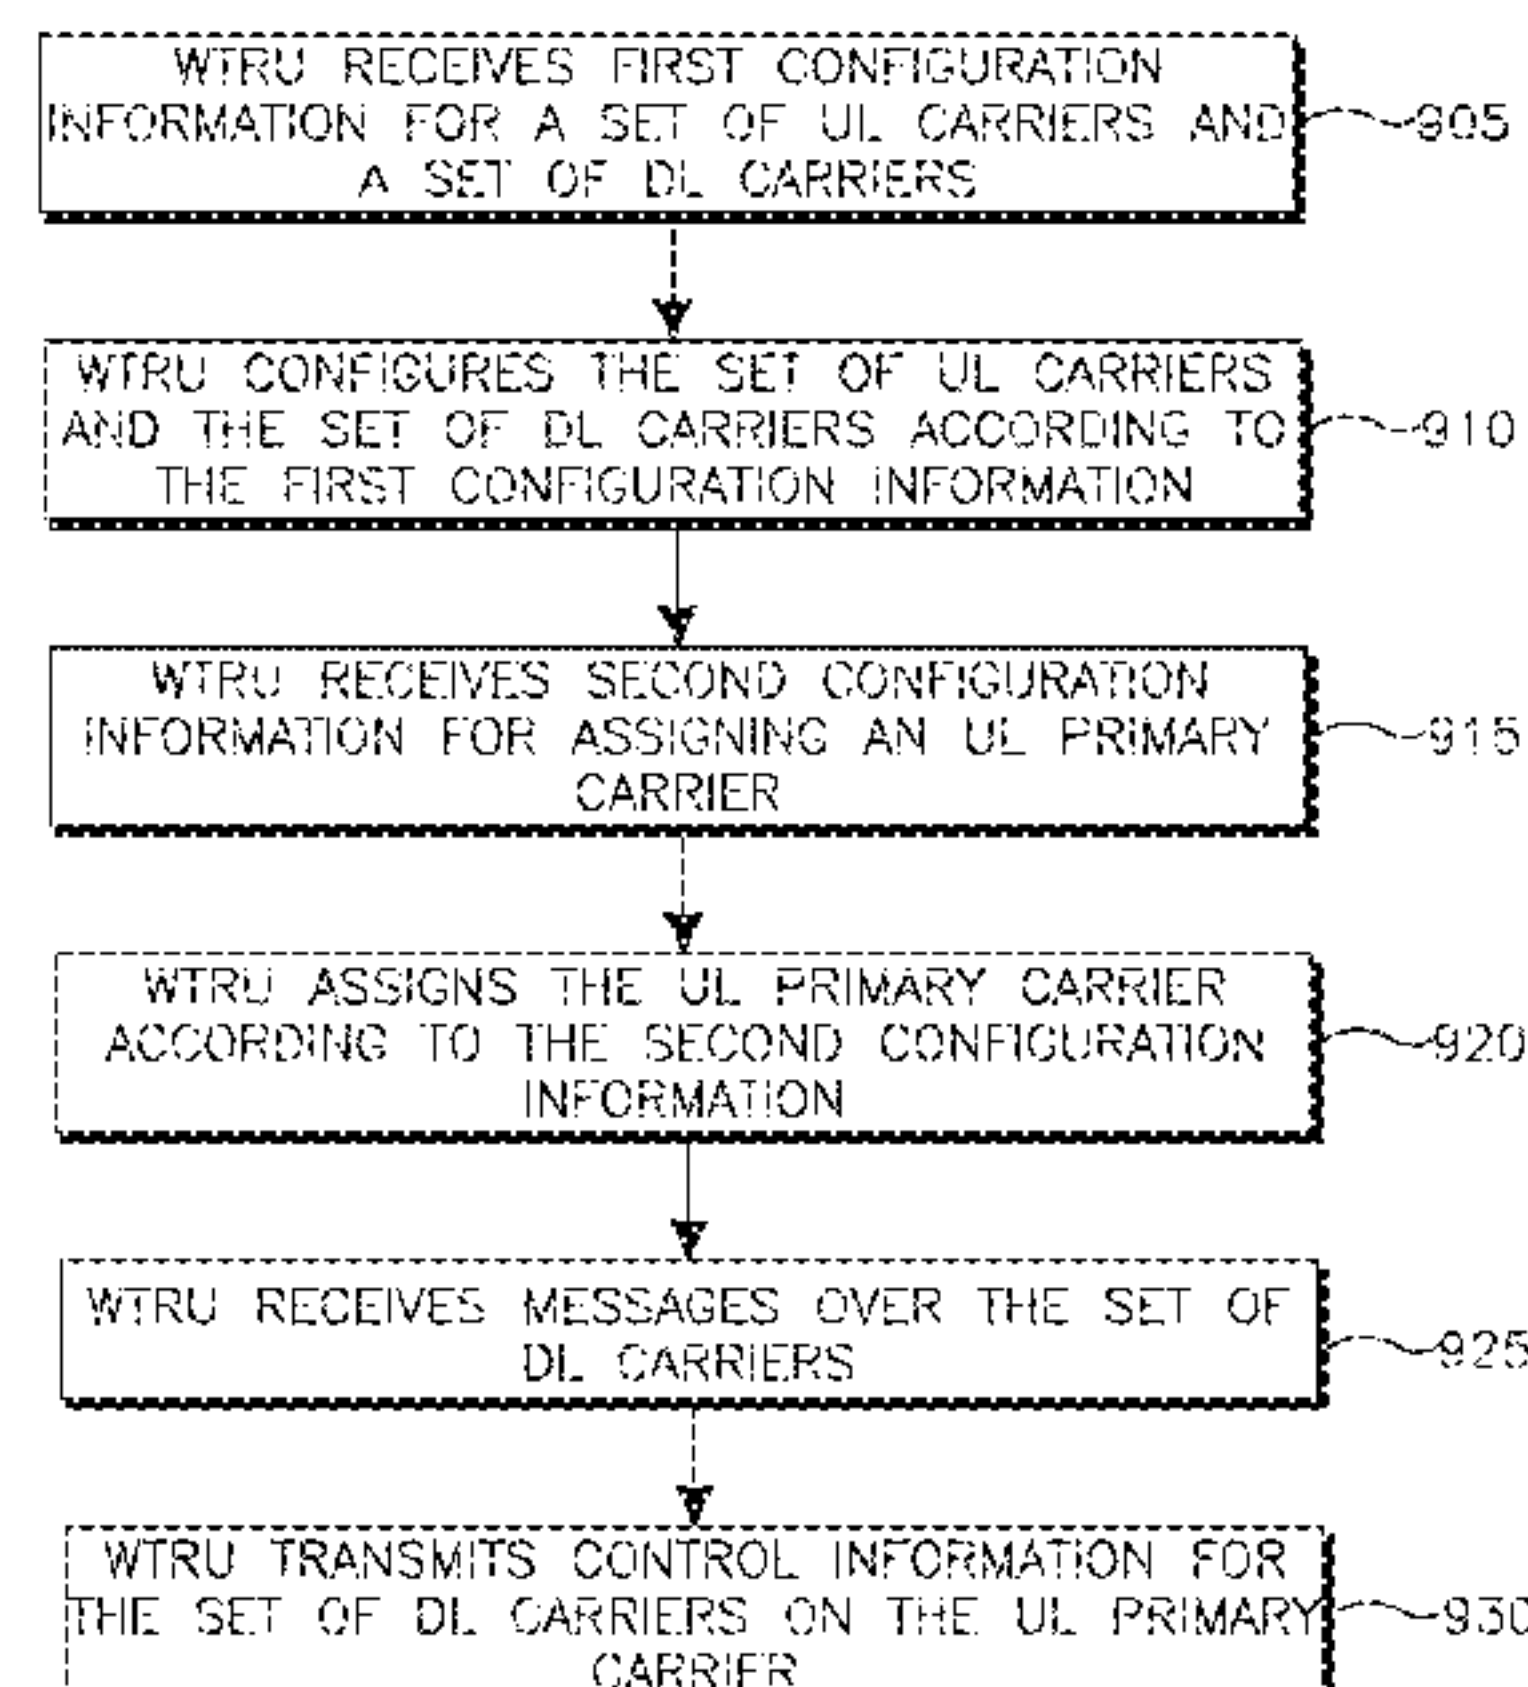 WTRU RECEIVES FIRST CONFIGURATION
INFORMATION FOR A SET OF UL CARRIERS AND
A SET OF DL CARRIERS
905
WTRU CONFIGURES THE SET OF UL CARRIERS
AND THE SET OF DL CARRIERS ACCORDING TO
THE FIRST CONFIGURATION INFORMATION
910
WTRU RECEIVES SECOND CONFIGURATION
INFORMATION FOR ASSIGNING AN UL PRIMARY
CARRIER
915
WTRU ASSIGNS THE UL PRIMARY CARRIER
ACCORDING TO THE SECOND CONFIGURATION
INFORMATION
920
WTRU RECEIVES MESSAGES OVER THE SET OF
DL CARRIERS
925
WTRU TRANSMITS CONTROL INFORMATION FOR
THE SET OF DL CARRIERS ON THE UL PRIMARY
CARRIER
930